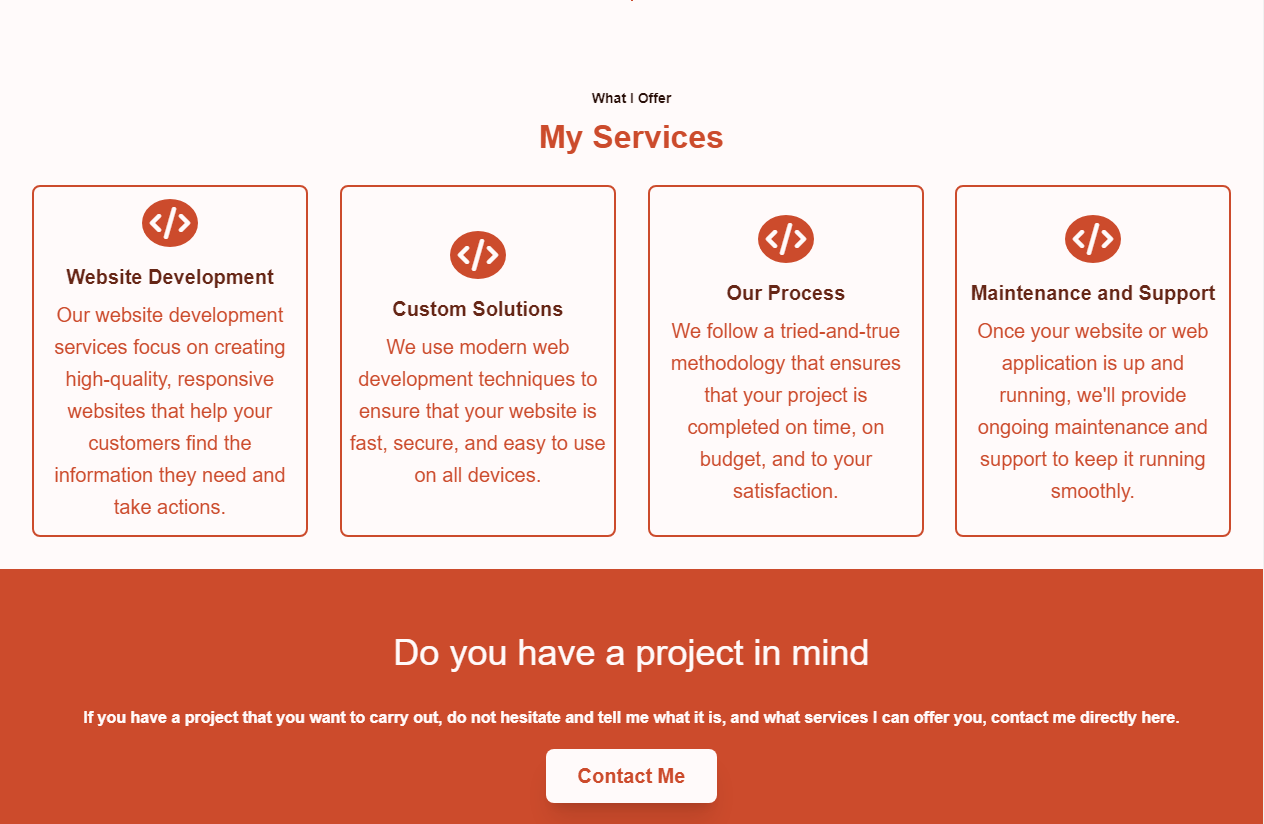 What I Offer
My Services
Website Development
Our website development
services focus on creating
high-quality, responsive
websites that help your
customers find the
information they need and
take actions.
Custom Solutions
We use modern web
development techniques to
ensure that your website is
fast, secure, and easy to use
on all devices.
Our Process
We follow a tried-and-true
methodology that ensures
that your project is
completed on time, on
budget, and to your
satisfaction.
Maintenance and Support
Once your website or web
application is up and
running, we'll provide
ongoing maintenance and
support to keep it running
smoothly.
Do you have a project in mind
If you have a project that you want to carry out, do not hesitate and tell me what it is, and what services I can offer you, contact me directly here.
Contact Me